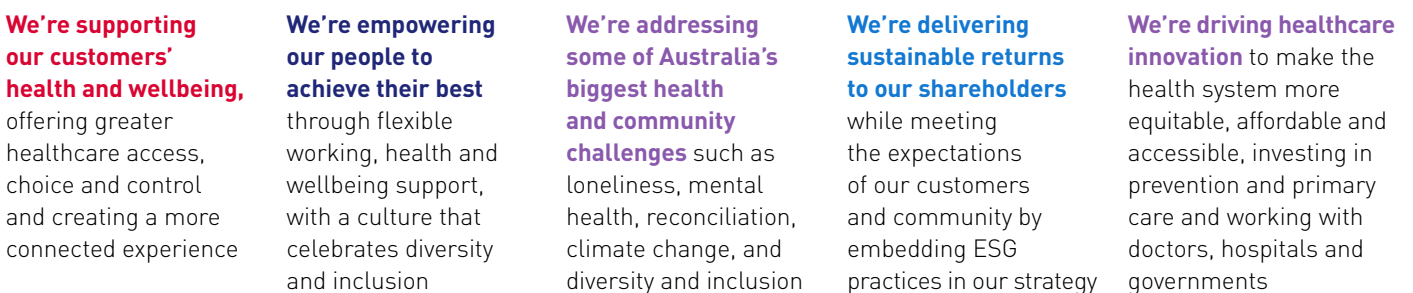 We’re supporting
our customers’
health and wellbeing,
offering greater
healthcare access,
choice and control
and creating a more
connected experience
We’re empowering
our people to
achieve their best
through flexible
working, health and
wellbeing support,
with a culture that
celebrates diversity
and inclusion
We’re addressing
some of Australia’s
biggest health
and community
challenges such as
loneliness, mental
health, reconciliation,
climate change, and
diversity and inclusion
We’re delivering
sustainable returns
to our shareholders
while meeting
the expectations
of our customers
and community by
embedding ESG
practices in our strategy
We’re driving healthcare
innovation to make the
health system more
equitable, affordable and
accessible, investing in
prevention and primary
care and working with
doctors, hospitals and
governments